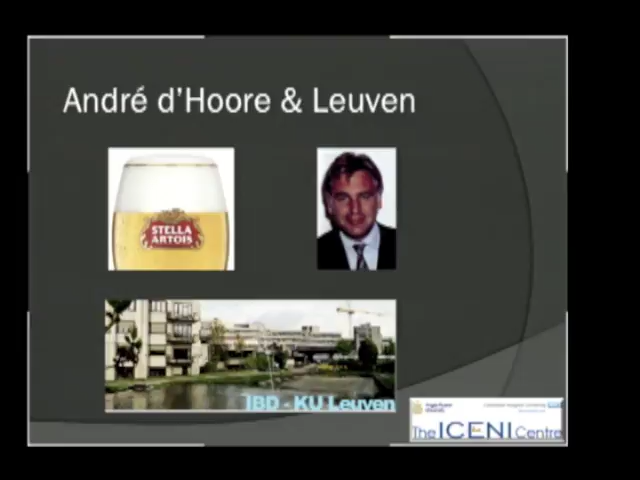 André d'Hoore & Leuven
STELLA
ARTOIS
IBD - KU Leuven
The ICENI Centre